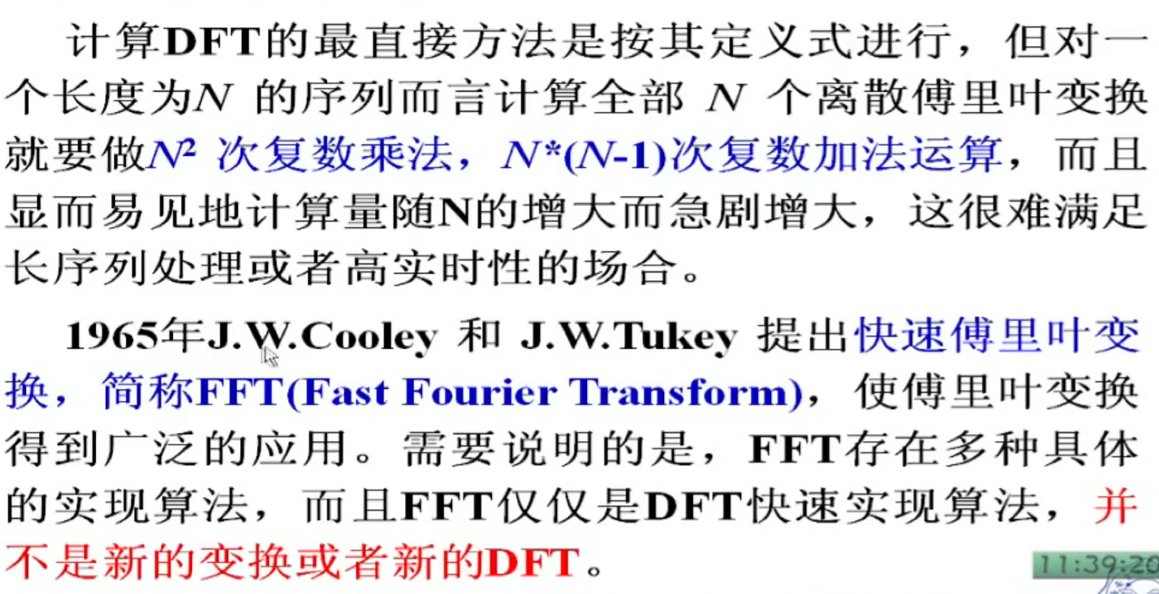 计算DFT的最直接方法是按其定义式进行，但对一
个长度为N 的序列而言计算全部 N 个离散傅里叶变换
就要做N² 次复数乘法，N*(N-1)次复数加法运算，而且
显而易见地计算量随N的增大而急剧增大，这很难满足
长序列处理或者高实时性的场合。
1965年J.W.Cooley 和 J.W.Tukey 提出快速傅里叶变
换，简称FFT(Fast Fourier Transform)，使傅里叶变换
得到广泛的应用。需要说明的是，FFT存在多种具体
的实现算法，而且FFT仅仅是DFT快速实现算法，并
不是新的变换或者新的DFT。
11:39:20